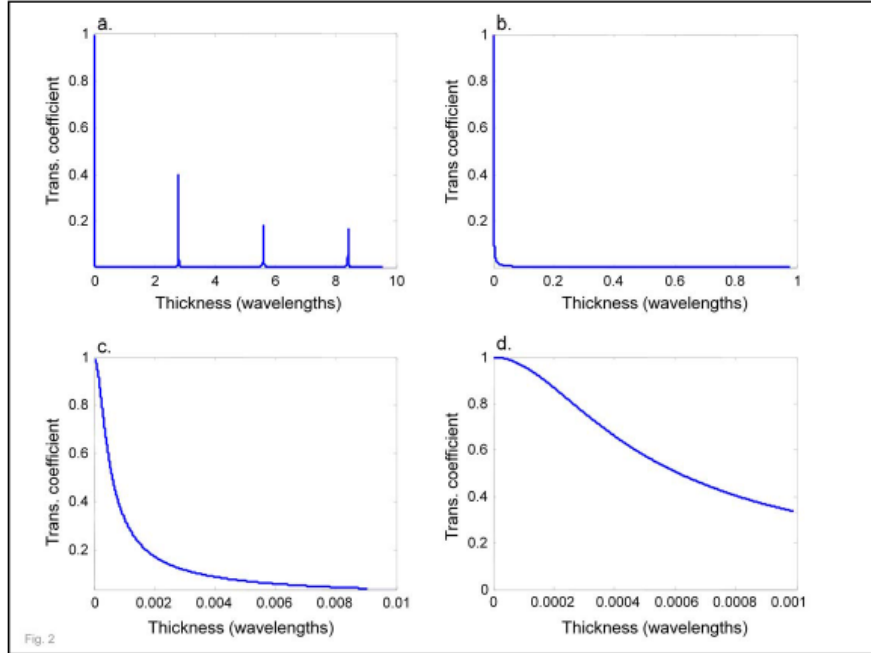 a.
1
0.8
0.6
0.4
0.2
0 2 4 6 8 10
Trans. coefficient
Thickness (wavelengths)
b.
1
0.8
0.6
0.4
0.2
0 0.2 0.4 0.6 0.8 1
Trans coefficient
Thickness (wavelengths)
c.
1
0.8
0.6
0.4
0.2
0 0.002 0.004 0.006 0.008 0.01
Trans. coefficient
Thickness (wavelengths)
d.
1
0.8
0.6
0.4
0.2
0
0 0.0002 0.0004 0.0006 0.0008 0.001
Trans. coefficient
Thickness (wavelengths)
Fig. 2